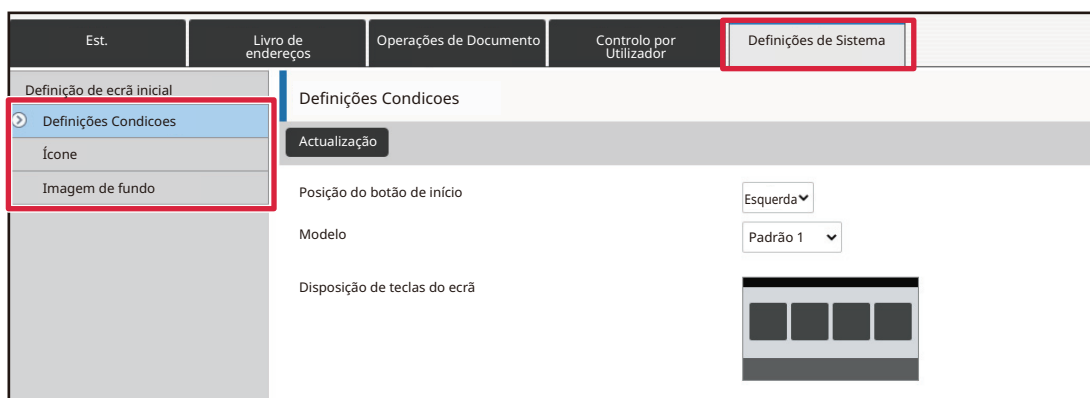 Est.
Livro de
endereços
Operações de Documento
Controlo por
Utilizador
Definições de Sistema
Definição de ecrã inicial
Definições Condicoes
Ícone
Imagem de fundo
Definições Condicoes
Actualização
Posição do botão de início
Esquerda
Modelo
Padrão 1
Disposição de teclas do ecrã